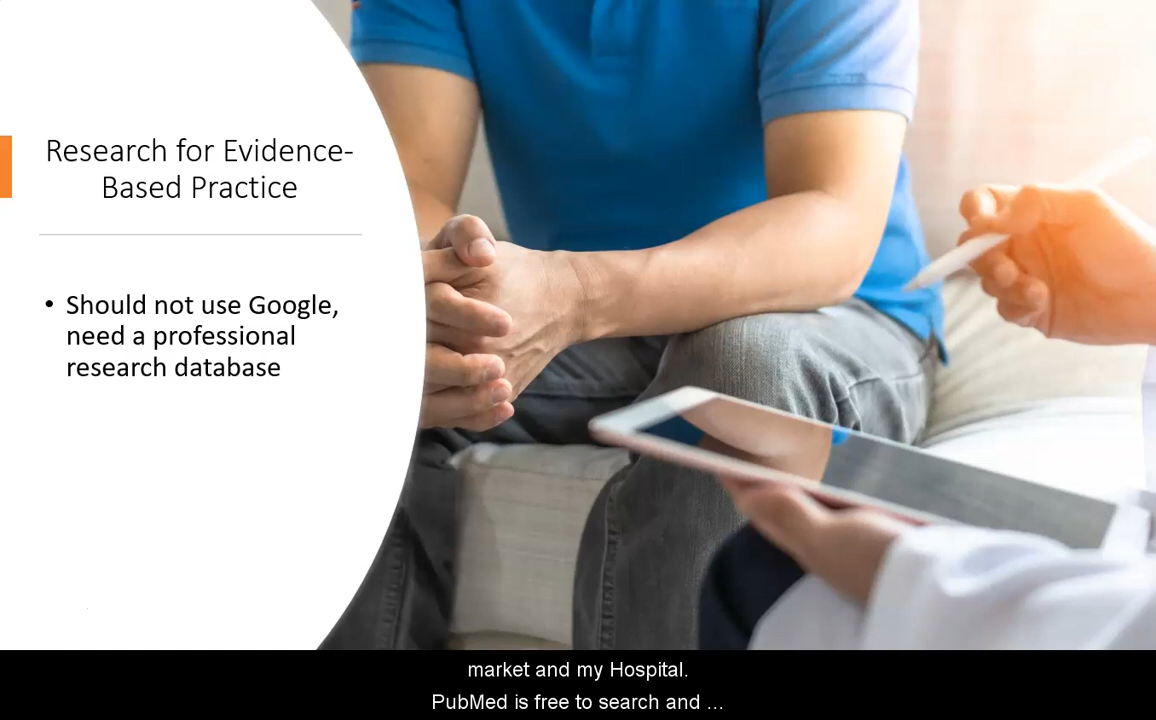 Research for Evidence-
Based Practice
• Should not use Google,
need a professional
research database
market and my Hospital.
PubMed is free to search and ...